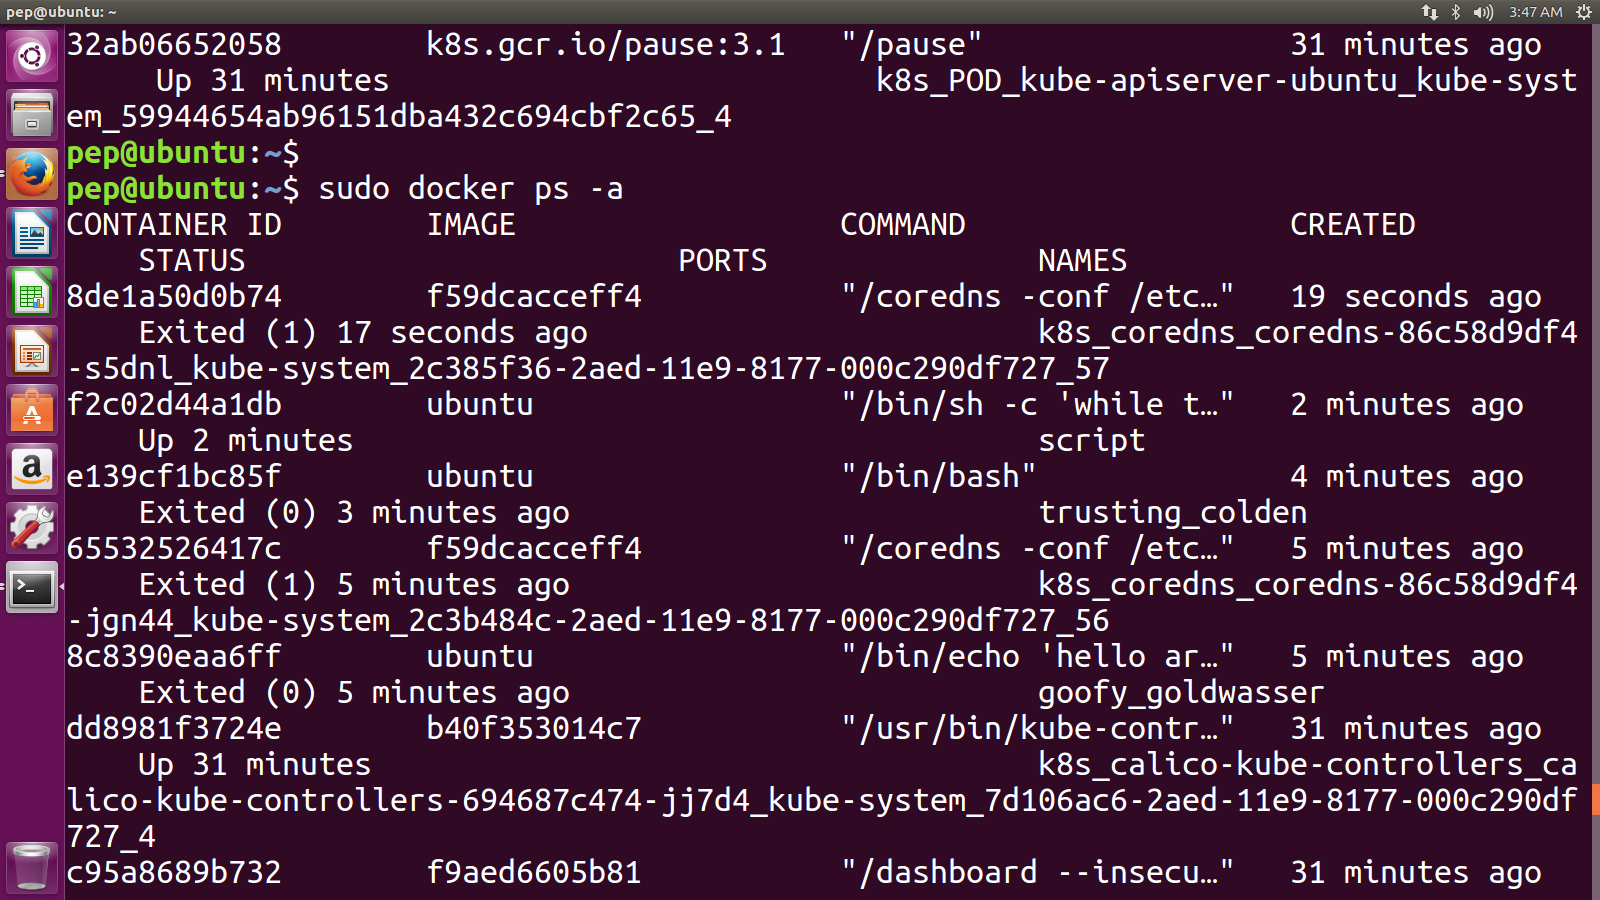 pep@ubuntu: ~ 3:47 AM
32ab06652058 k8s.gcr.io/pause:3.1 "/pause" 31 minutes ago
Up 31 minutes k8s_POD_kube-apiserver-ubuntu_kube-syst
em_59944654ab96151dba432c694cbf2c65_4
pep@ubuntu:~$
pep@ubuntu:~$ sudo docker ps -a
CONTAINER ID IMAGE COMMAND CREATED
STATUS PORTS NAMES
8de1a50d0b74 f59dcacceff4 "/coredns -conf /etc…" 19 seconds ago
Exited (1) 17 seconds ago k8s_coredns_coredns-86c58d9df4
-s5dnl_kube-system_2c385f36-2aed-11e9-8177-000c290df727_57
f2c02d44a1db ubuntu "/bin/sh -c 'while t…" 2 minutes ago
Up 2 minutes script
e139cf1bc85f ubuntu "/bin/bash" 4 minutes ago
Exited (0) 3 minutes ago trusting_colden
65532526417c f59dcacceff4 "/coredns -conf /etc…" 5 minutes ago
Exited (1) 5 minutes ago k8s_coredns_coredns-86c58d9df4
-jgn44_kube-system_2c3b484c-2aed-11e9-8177-000c290df727_56
8c8390eaa6ff ubuntu "/bin/echo 'hello ar…" 5 minutes ago
Exited (0) 5 minutes ago goofy_goldwasser
dd8981f3724e b40f353014c7 "/usr/bin/kube-contr…" 31 minutes ago
Up 31 minutes k8s_calico-kube-controllers_ca
lico-kube-controllers-694687c474-jj7d4_kube-system_7d106ac6-2aed-11e9-8177-000c290df
727_4
c95a8689b732 f9aed6605b81 "/dashboard --insecu…" 31 minutes ago